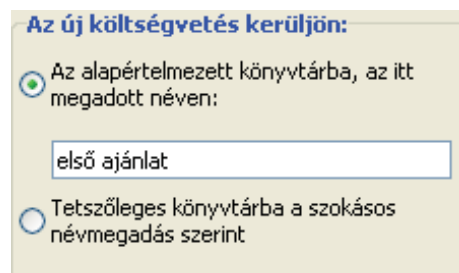 Az új költségvetés kerüljön:
Az alapértelmezett könyvtárba, az itt
megadott néven:
első ajánlat
Tetszőleges könyvtárba a szokásos
névmegadás szerint